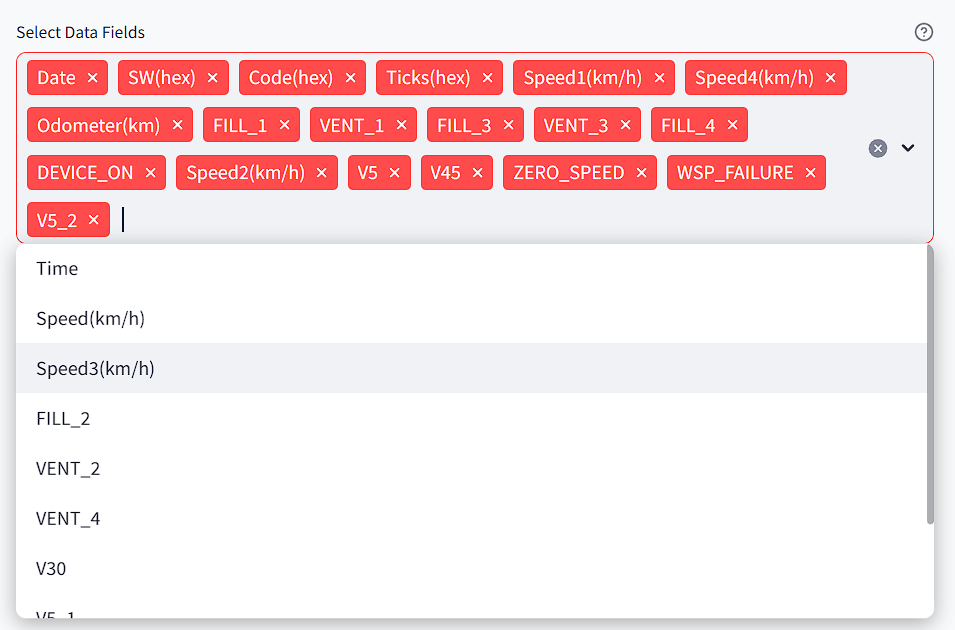 Select Data Fields
Date × SW(hex) × Code(hex) × Ticks(hex) × Speed1(km/h) × Speed4(km/h) ×
Odometer(km) × FILL_1 × VENT_1 × FILL_3 × VENT_3 × FILL_4 ×
DEVICE_ON × Speed2(km/h) × V5 × V45 × ZERO_SPEED × WSP_FAILURE ×
V5_2 ×
Time
Speed(km/h)
Speed3(km/h)
FILL_2
VENT_2
VENT_4
V30
V5_1